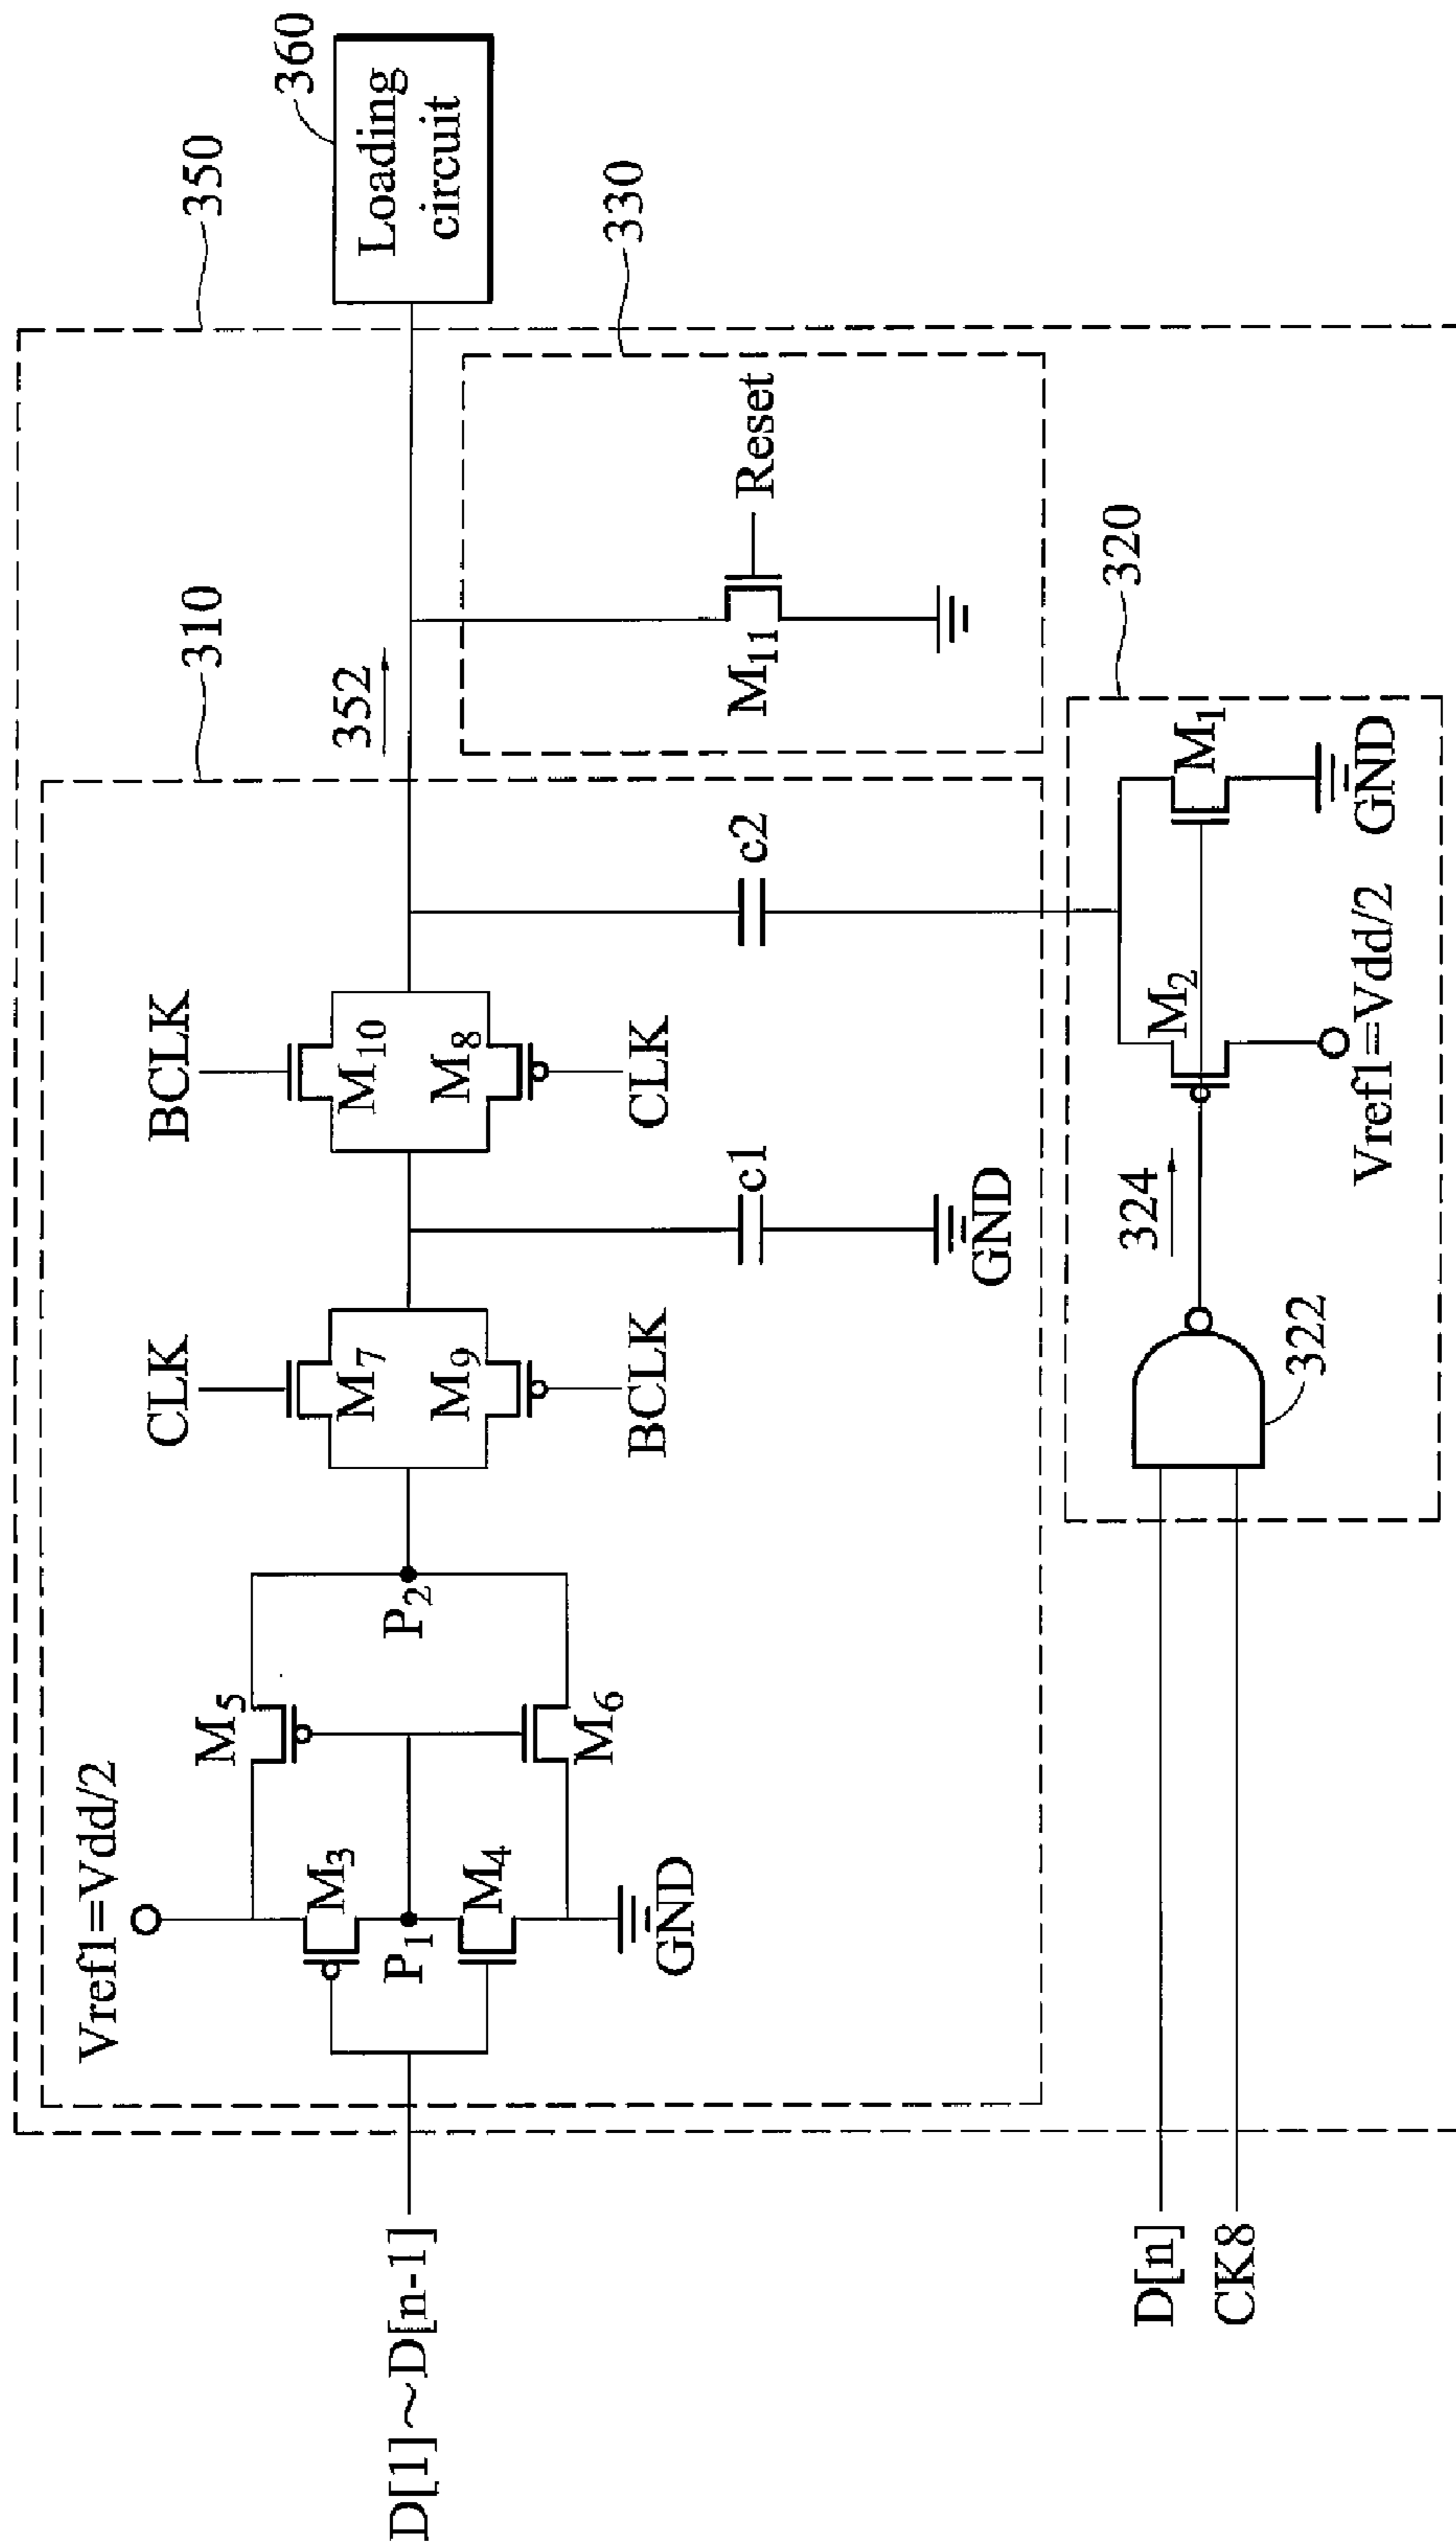 350
310
Vref1=Vdd/2
CLK
BCLK
352
360
Loading
circuit
M5
M3
M7
M10
P1
P2
D[1]~D[n-1]
M4
M9
M8
M6
GND
BCLK
CLK
330
c1
c2
M11
Reset
GND
320
D[n]
CK8
324
M2
M1
322
Vref1=Vdd/2
GND